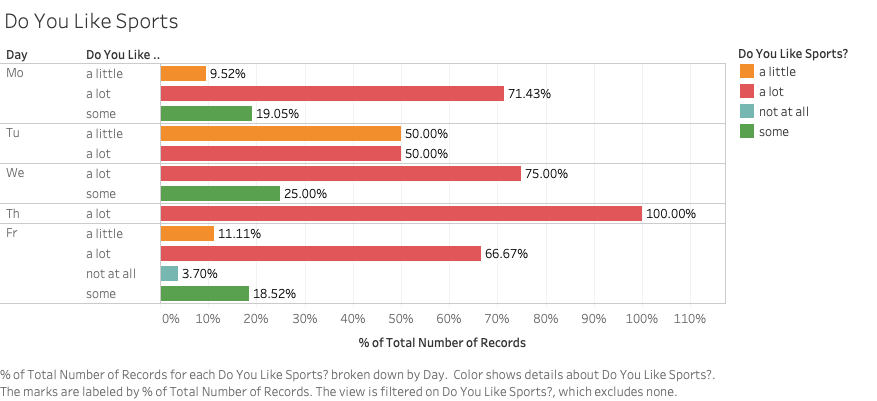 Do You Like Sports
Day Do You Like ..
Mo a little 9.52%
a lot 71.43%
some 19.05%
Tu a little 50.00%
a lot 50.00%
We a lot 75.00%
some 25.00%
Th a lot 100.00%
Fr a little 11.11%
a lot 66.67%
not at all 3.70%
some 18.52%
0% 10% 20% 30% 40% 50% 60% 70% 80% 90% 100% 110%
% of Total Number of Records
Do You Like Sports?
a little
a lot
not at all
some
% of Total Number of Records for each Do You Like Sports? broken down by Day. Color shows details about Do You Like Sports?.
The marks are labeled by % of Total Number of Records. The view is filtered on Do You Like Sports?, which excludes none.